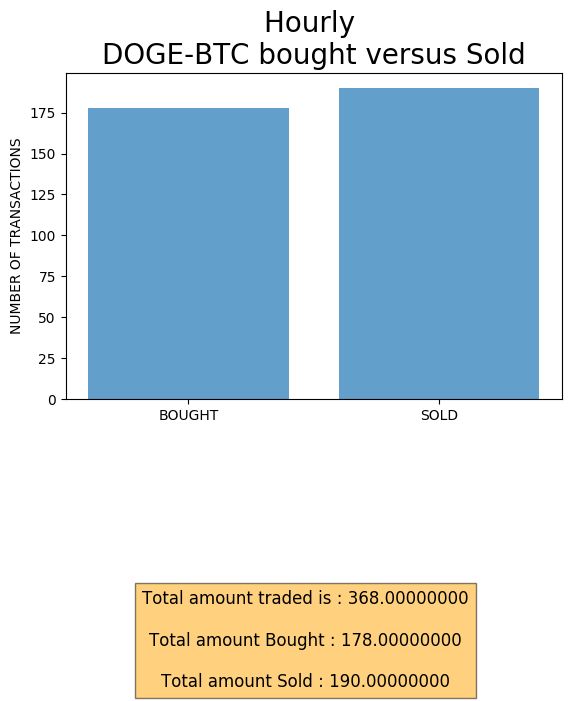 Hourly
DOGE-BTC bought versus Sold
NUMBER OF TRANSACTIONS
175
150
125
100
75
50
25
0
BOUGHT
SOLD
Total amount traded is : 368.00000000
Total amount Bought : 178.00000000
Total amount Sold : 190.00000000